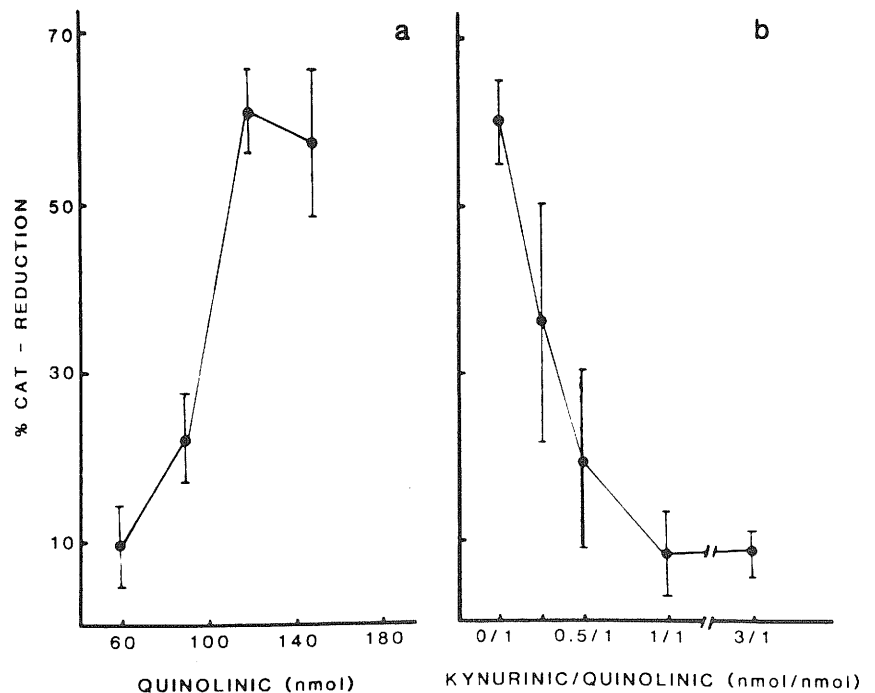 a
70
50
30
10
% CAT - REDUCTION
60 100 140 180
QUINOLINIC (nmol)
b
0/1 0.5/1 1/1 3/1
KYNURINIC/QUINOLINIC (nmol/nmol)